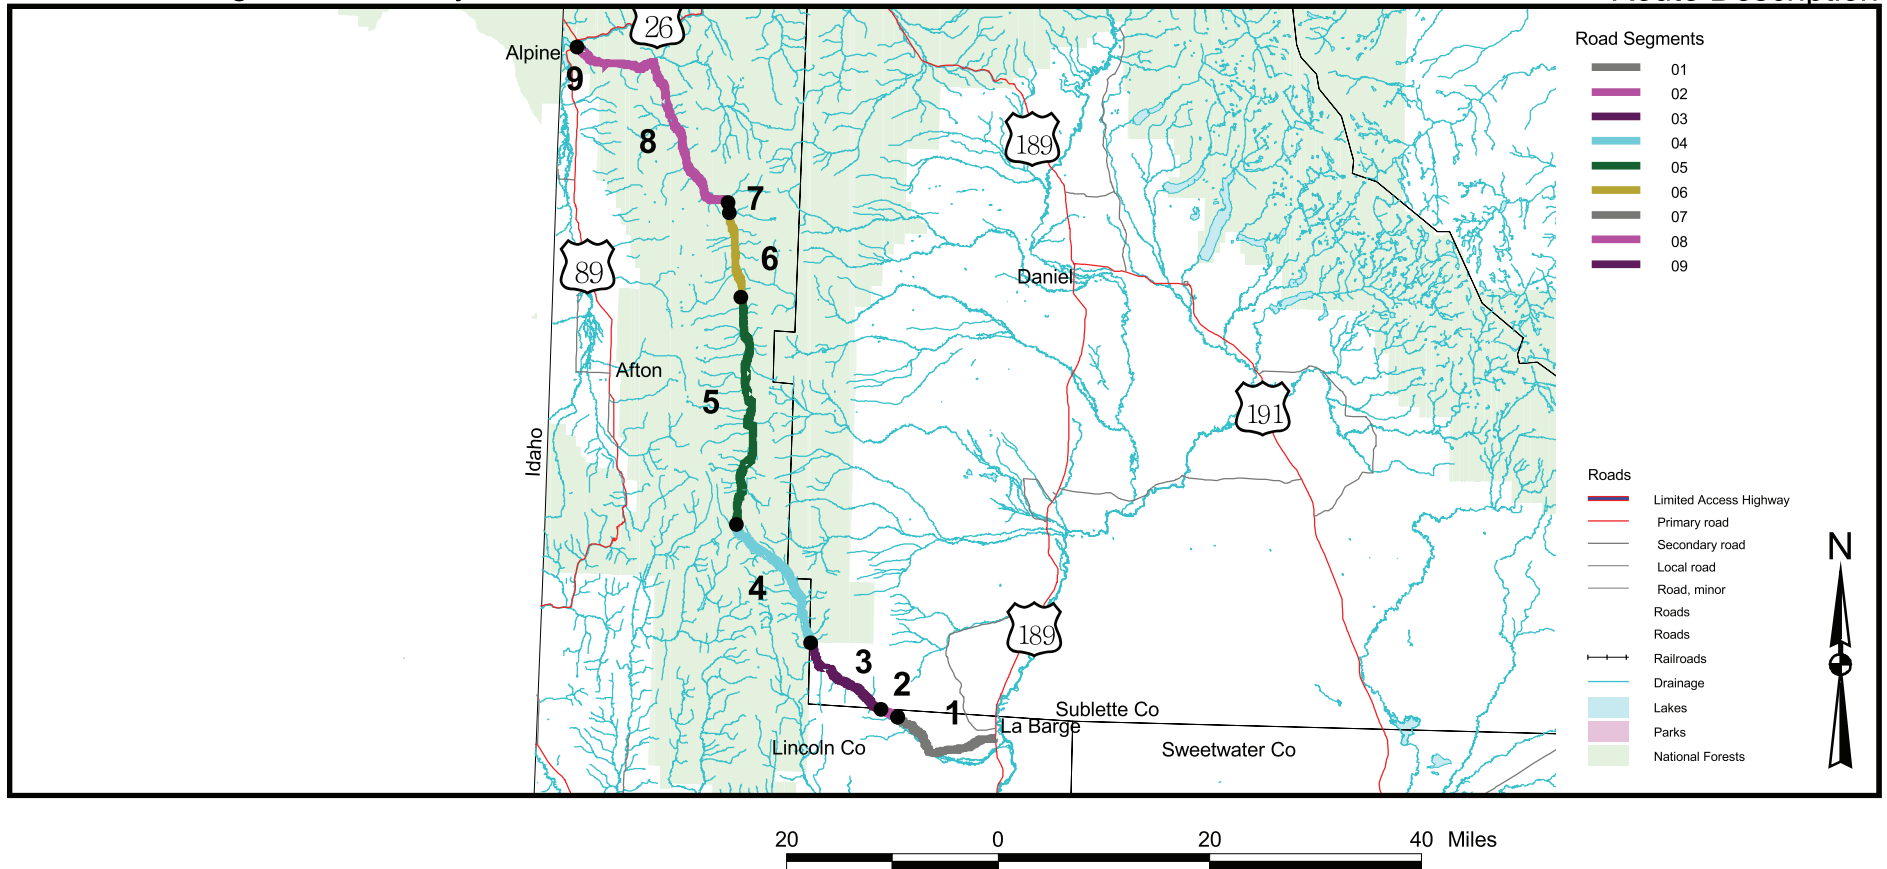 Route Description
26
Alpine
9
8
189
7
6
89
Daniel
Afton
5
191
Idaho
4
189
3
2
1
Sublette Co
La Barge
Lincoln Co
Sweetwater Co
Road Segments
01
02
03
04
05
06
07
08
09
Roads
Limited Access Highway
Primary road
Secondary road
Local road
Road, minor
Roads
Roads
Railroads
Drainage
Lakes
Parks
National Forests
N
20 0 20 40 Miles